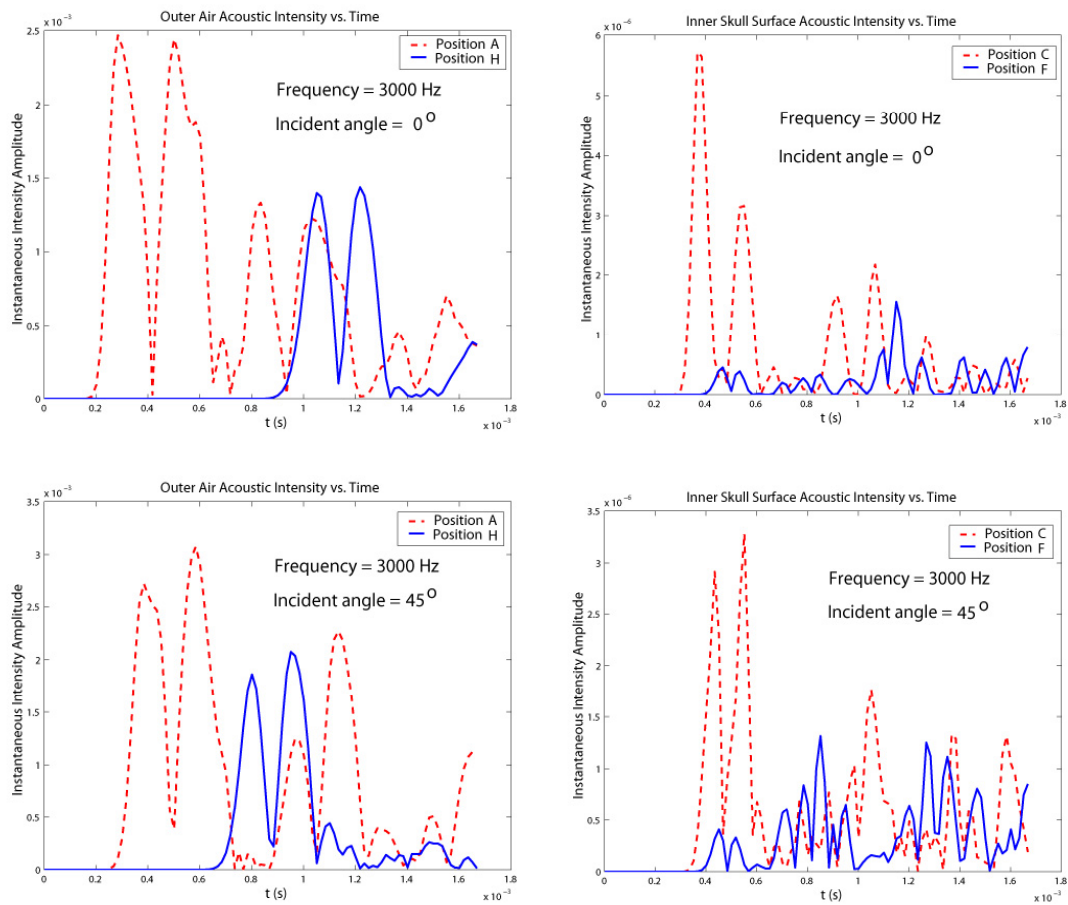 Outer Air Acoustic Intensity vs. Time
x 10⁻³
2.5
2
1.5
1
0.5
0
Instantaneous Intensity Amplitude
Position A
Position H
Frequency = 3000 Hz
Incident angle = 0°
0 0.2 0.4 0.6 0.8 1 1.2 1.4 1.6 1.8
t (s)
x 10⁻³
Inner Skull Surface Acoustic Intensity vs. Time
x 10⁻⁶
6
5
4
3
2
1
0
Instantaneous Intensity Amplitude
Position C
Position F
Frequency = 3000 Hz
Incident angle = 0°
0 0.2 0.4 0.6 0.8 1 1.2 1.4 1.6 1.8
t (s)
x 10⁻³
Outer Air Acoustic Intensity vs. Time
x 10⁻³
3.5
3
2.5
2
1.5
1
0.5
0
Instantaneous Intensity Amplitude
Position A
Position H
Frequency = 3000 Hz
Incident angle = 45°
0 0.2 0.4 0.6 0.8 1 1.2 1.4 1.6 1.8
t (s)
x 10⁻³
Inner Skull Surface Acoustic Intensity vs. Time
x 10⁻⁶
3.5
3
2.5
2
1.5
1
0.5
0
Instantaneous Intensity Amplitude
Position C
Position F
Frequency = 3000 Hz
Incident angle = 45°
0 0.2 0.4 0.6 0.8 1 1.2 1.4 1.6 1.8
t (s)
x 10⁻³